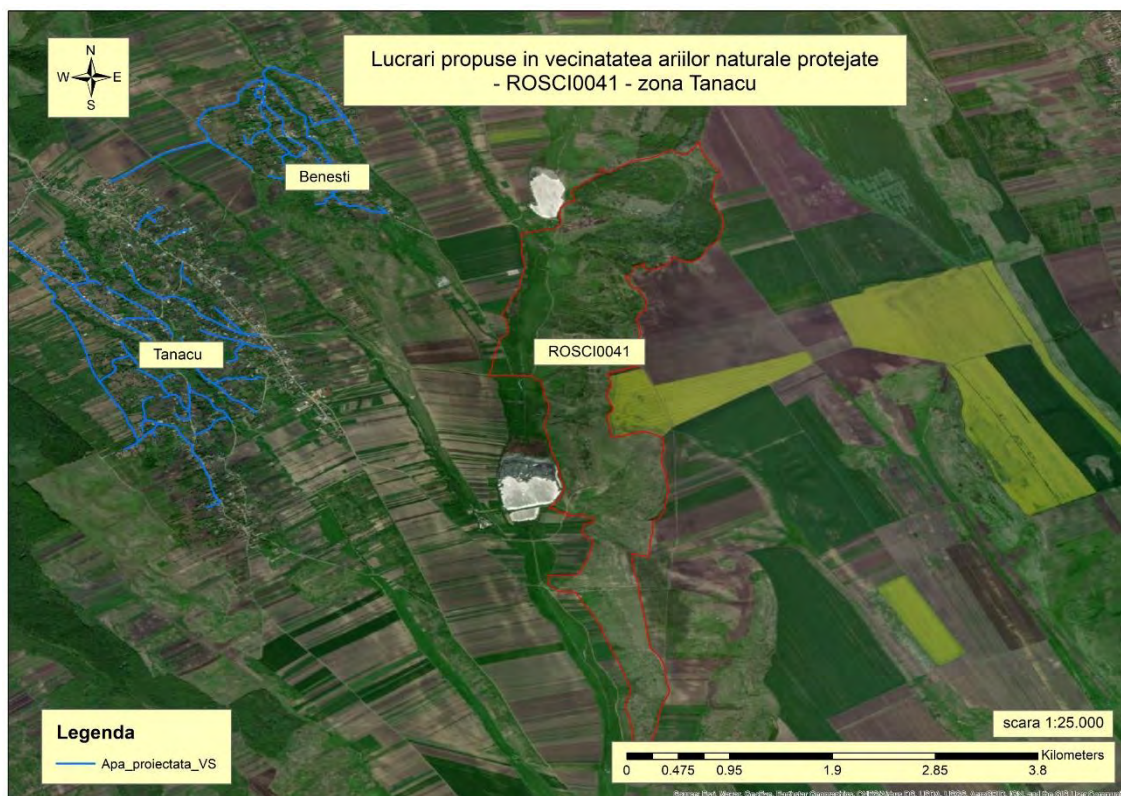 Lucrari propuse in vecinatatea ariilor naturale protejate
- ROSCI0041 - zona Tanacu
N
W E
S
Benesti
ROSCI0041
Tanacu
Legenda
Apa_proiectata_VS
scara 1:25.000
Kilometers
0 0.475 0.95 1.9 2.85 3.8